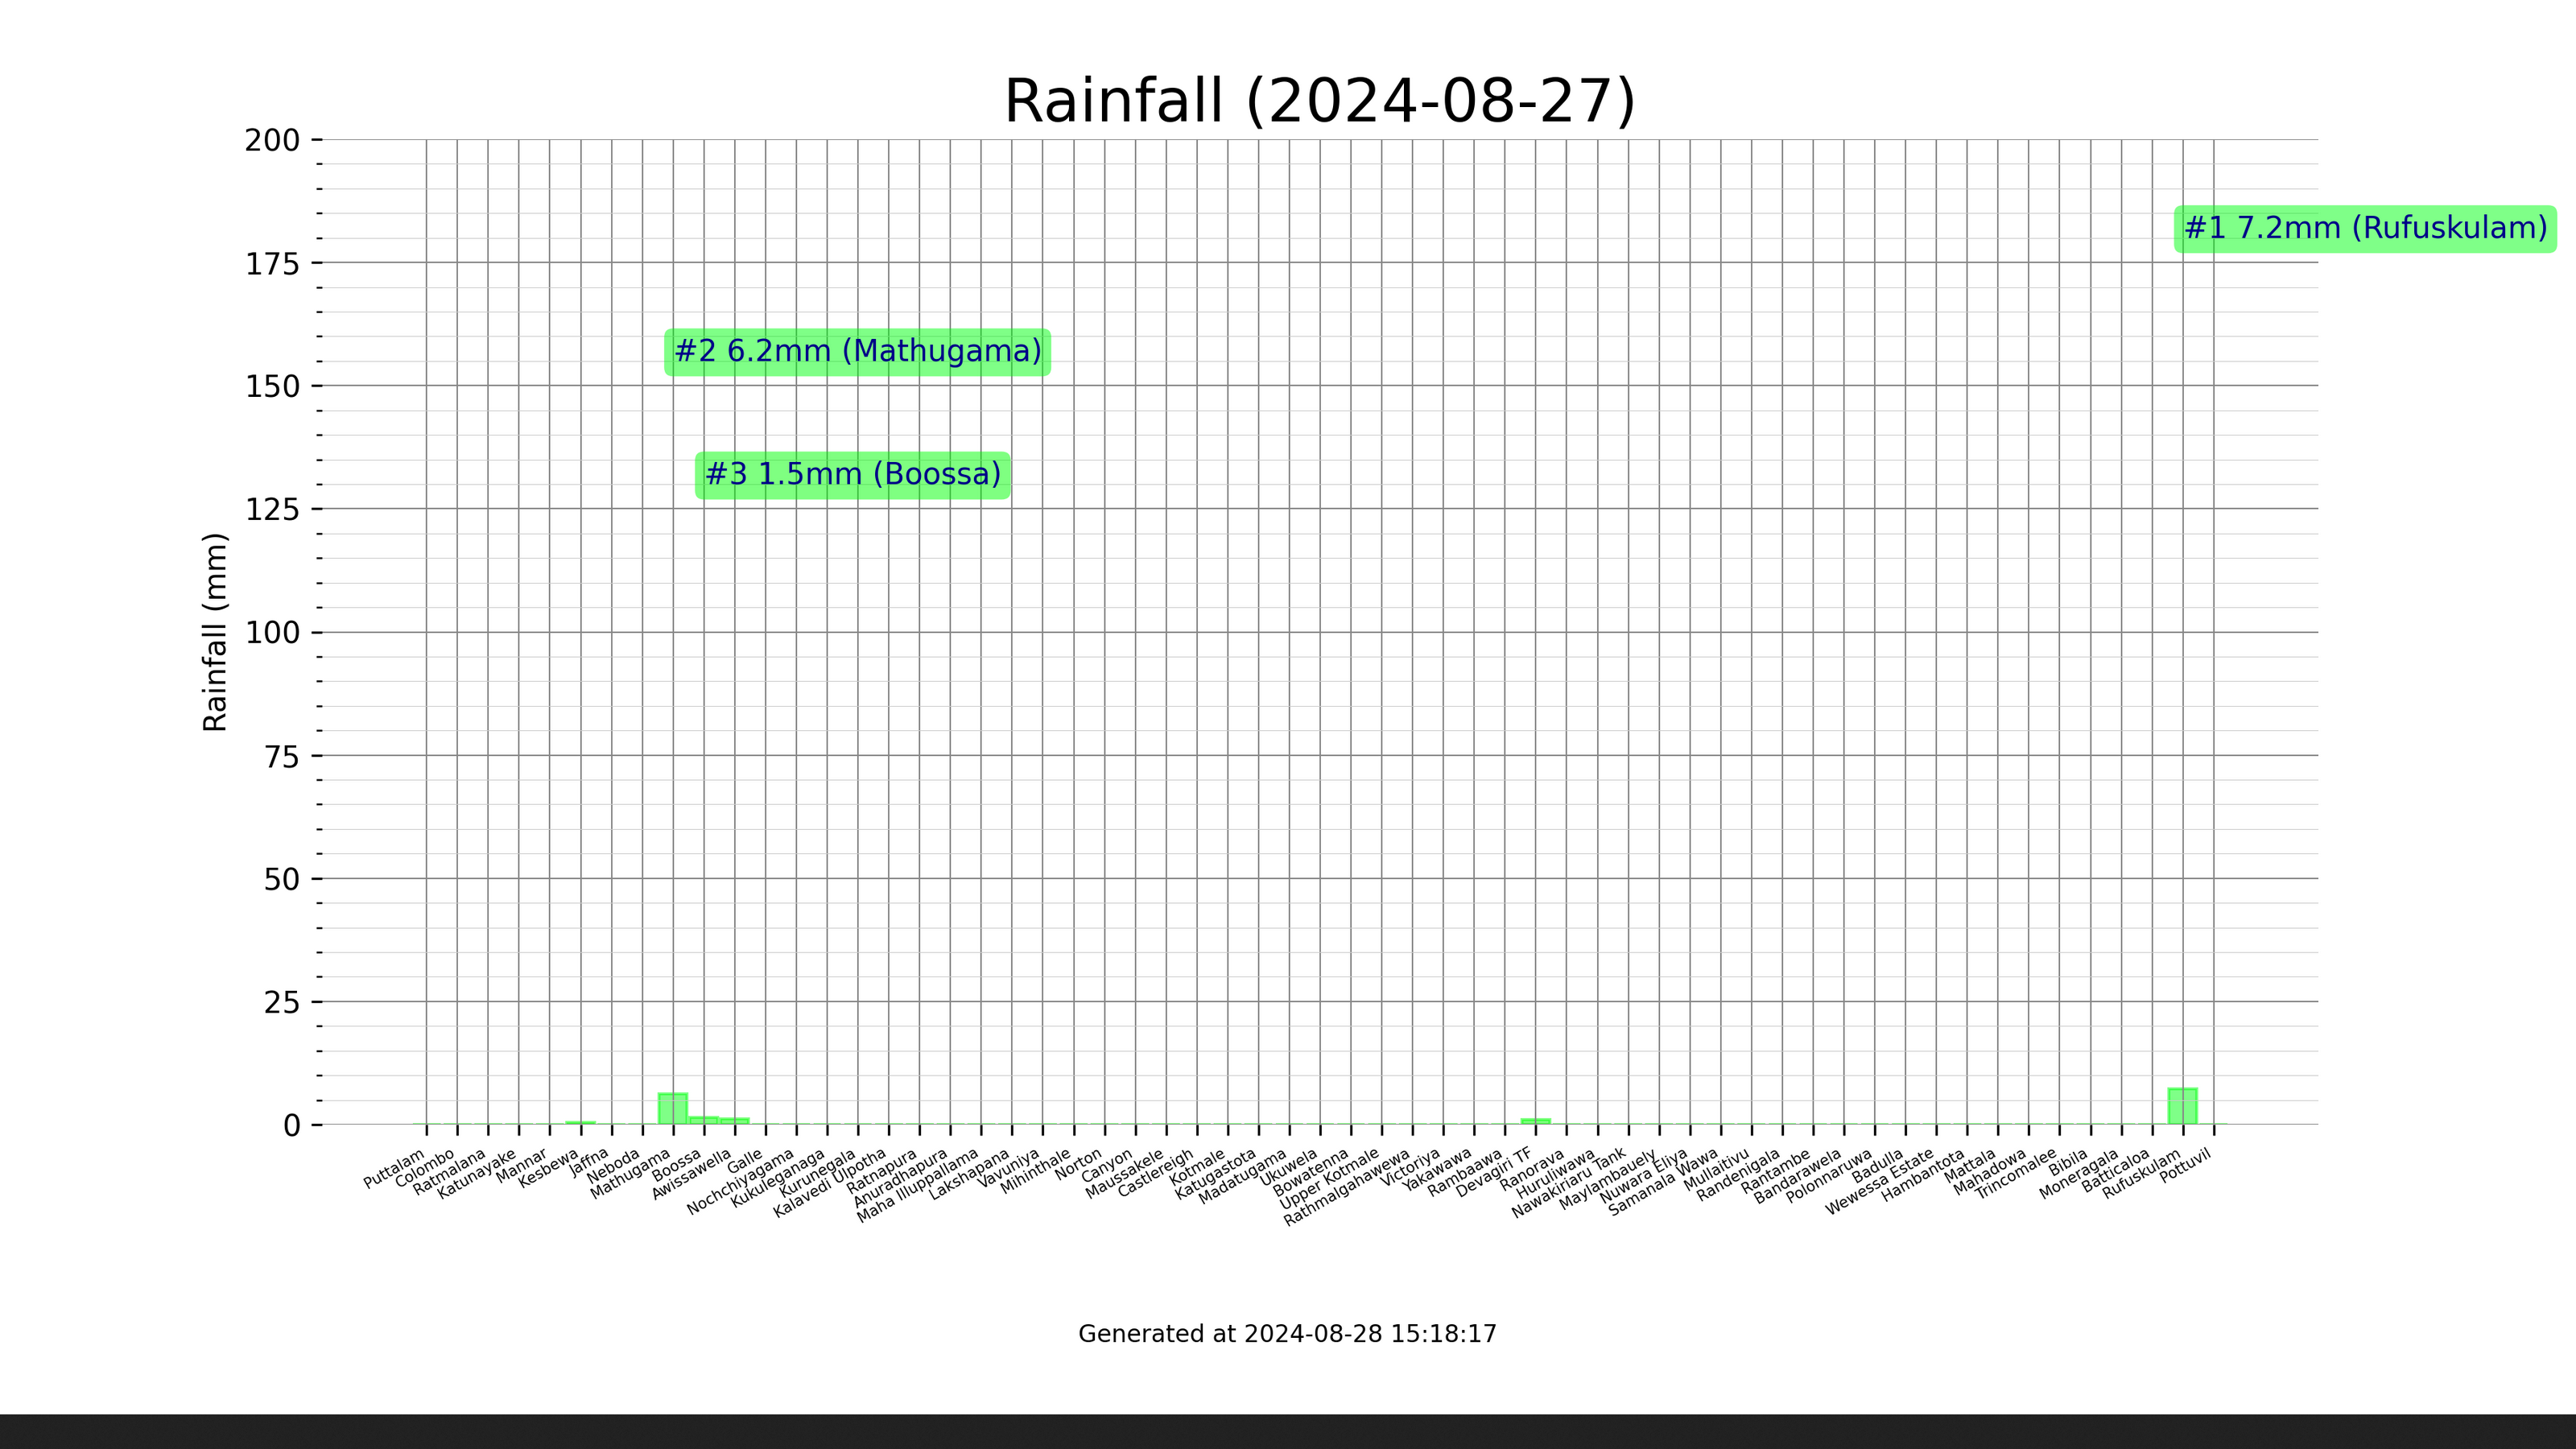 Rainfall (2024-08-27)
200
175
150
125
100
75
50
25
0
Rainfall (mm)
#1 7.2mm (Rufuskulam)
#2 6.2mm (Mathugama)
#3 1.5mm (Boossa)
Puttalam
Colombo
Ratmalana
Katunayake
Mannar
Kesbewa
Jaffna
Neboda
Mathugama
Boossa
Awissawella
Galle
Nochchiyagama
Kukuleganaga
Kurunegala
Kalavedi Ulpotha
Ratnapura
Anuradhapura
Maha Illuppallama
Lakshapana
Vavuniya
Mihinthale
Norton
Canyon
Maussakele
Castlereigh
Kotmale
Katugastota
Madatugama
Ukuwela
Bowatenna
Upper Kotmale
Rathmalgahawewa
Victoriya
Yakawawa
Rambaawa
Devagiri TF
Ranorava
Huruliwawa
Nawakiriaru Tank
Maylambauely
Nuwara Eliya
Samanala Wawa
Mullaitivu
Randenigala
Rantambe
Bandarawela
Polonnaruwa
Badulla
Wewessa Estate
Hambantota
Mattala
Mahadowa
Trincomalee
Bibila
Moneragala
Batticaloa
Rufuskulam
Pottuvil
Generated at 2024-08-28 15:18:17